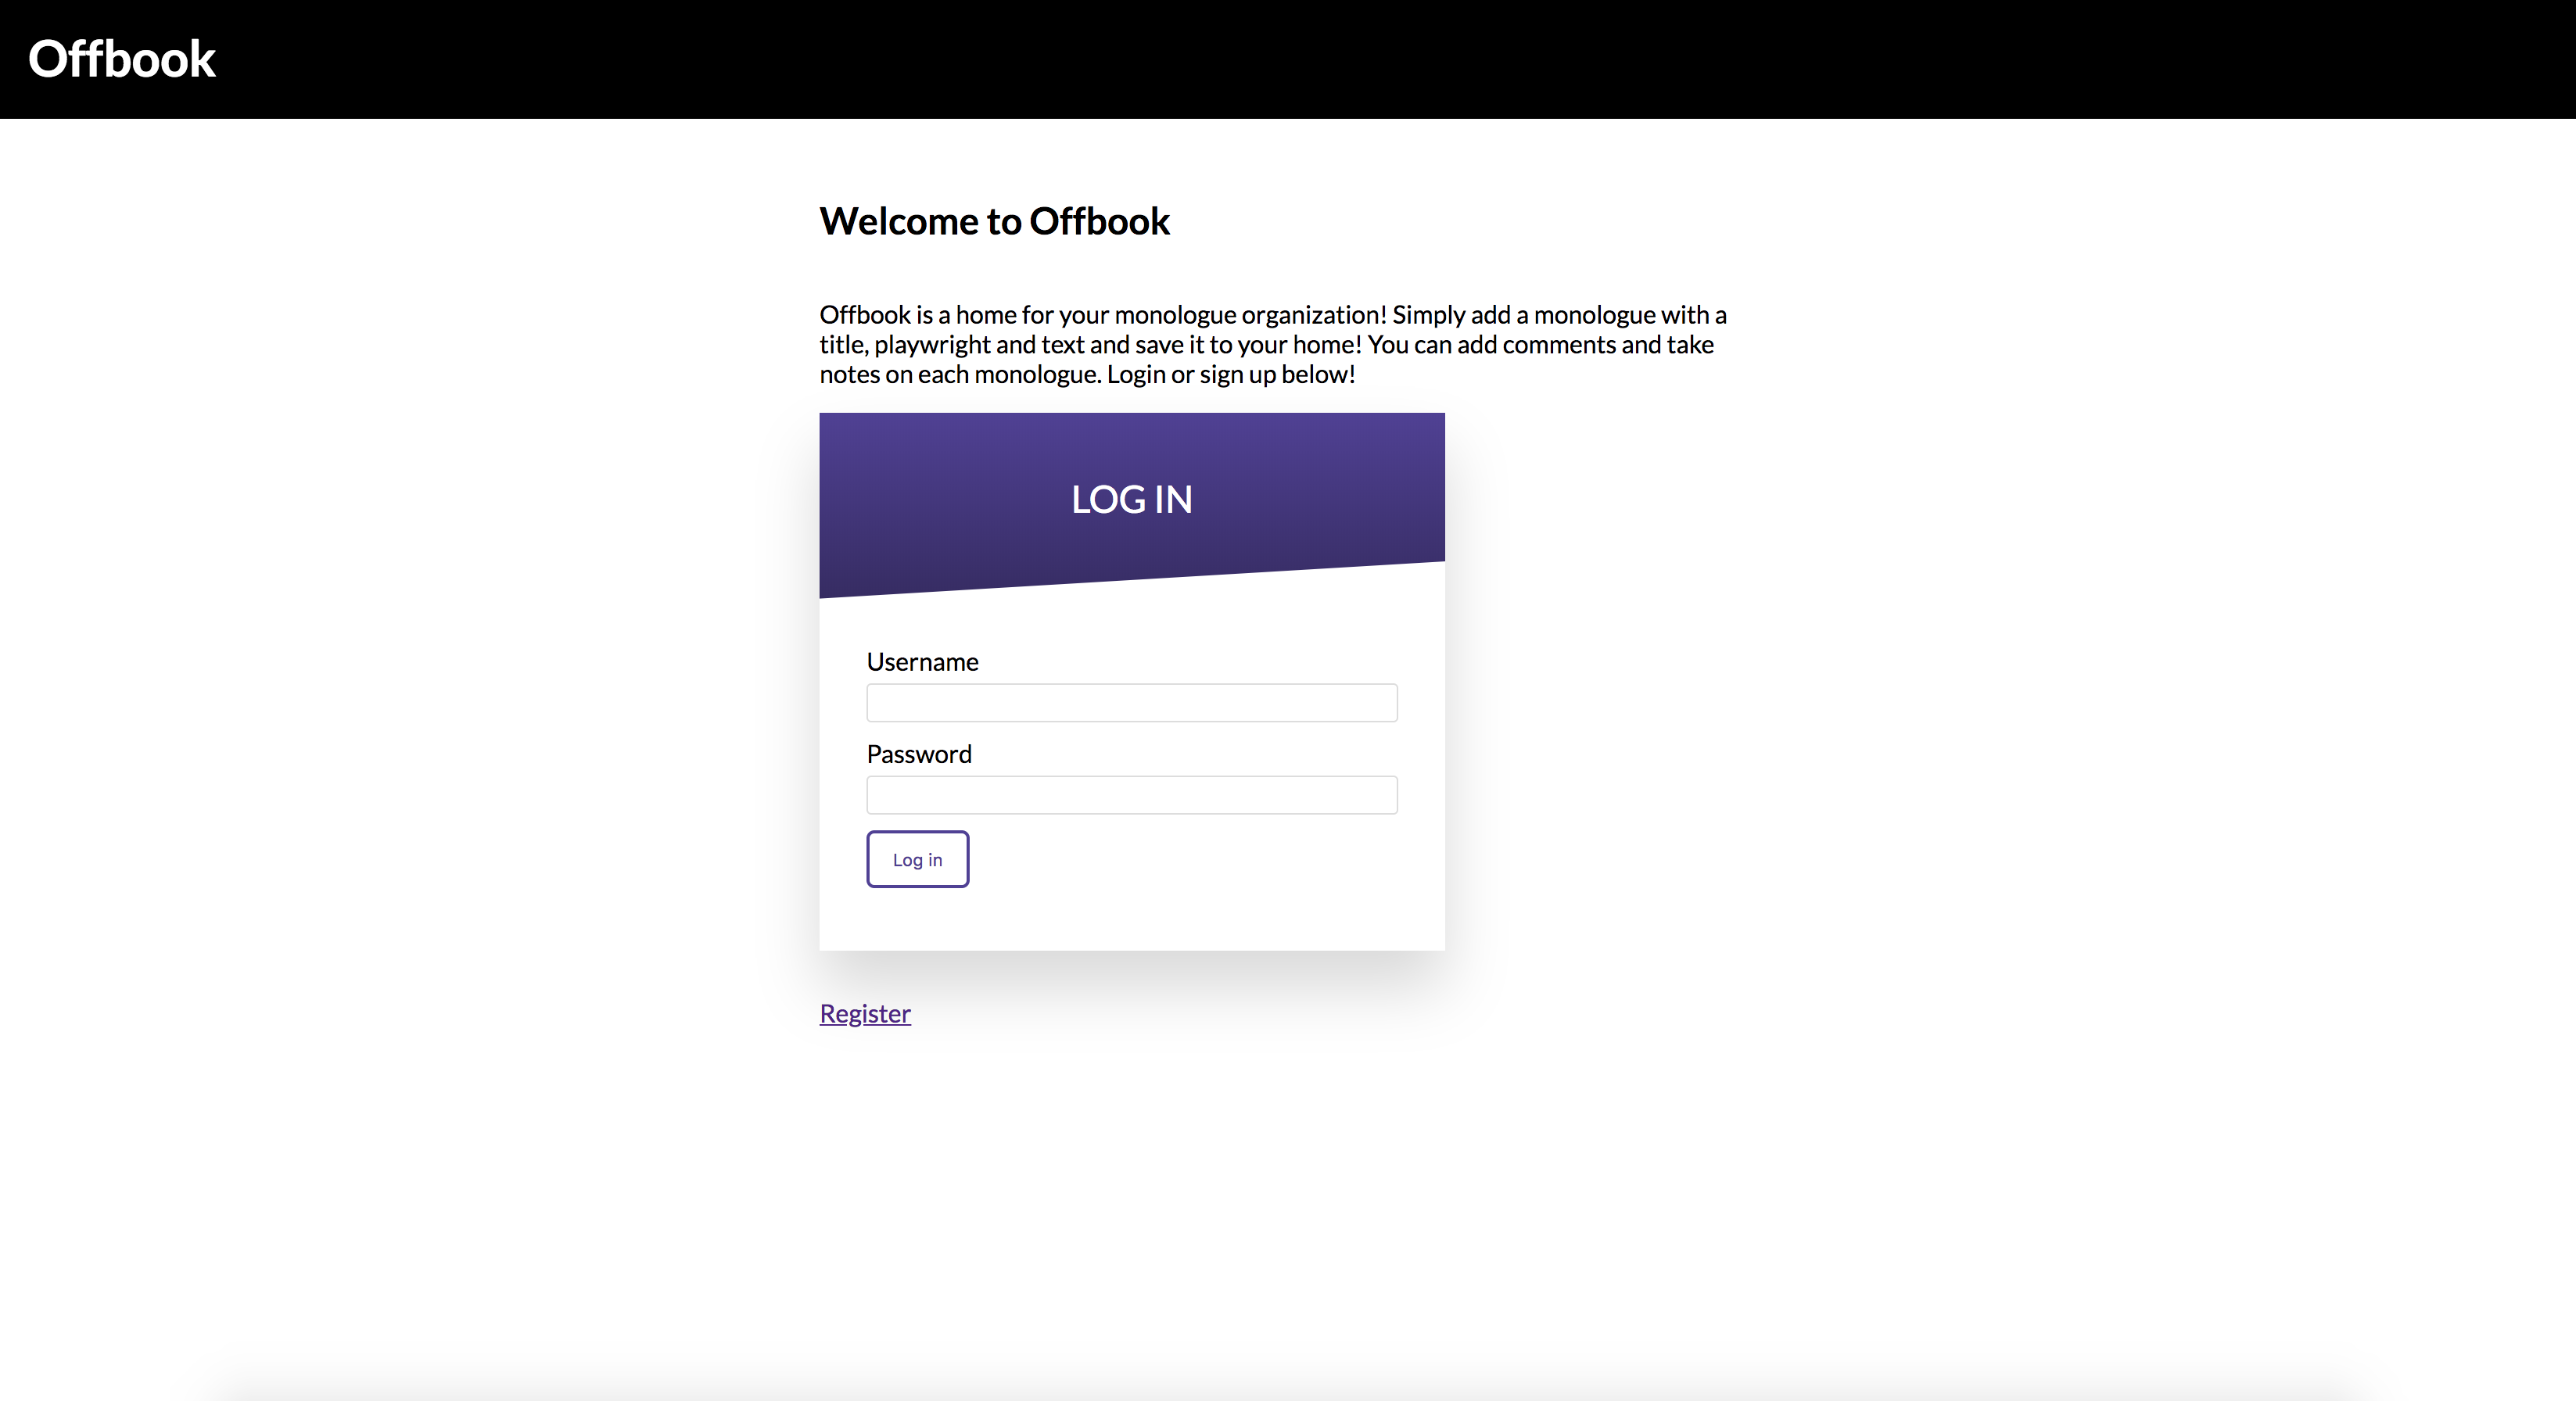 Offbook
Welcome to Offbook
Offbook is a home for your monologue organization! Simply add a monologue with a
title, playwright and text and save it to your home! You can add comments and take
notes on each monologue. Login or sign up below!
LOG IN
Username
Password
Log in
Register